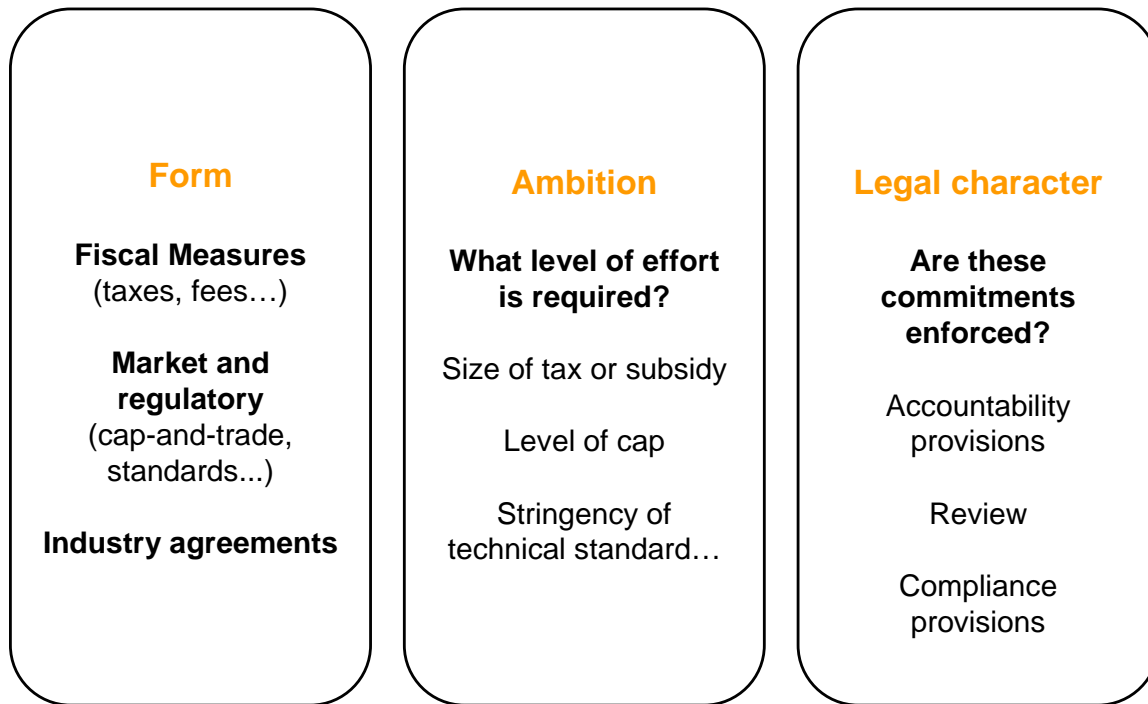 Form
Fiscal Measures
(taxes, fees…)
Market and
regulatory
(cap-and-trade,
standards...)
Industry agreements
Ambition
What level of effort
is required?
Size of tax or subsidy
Level of cap
Stringency of
technical standard…
Legal character
Are these
commitments
enforced?
Accountability
provisions
Review
Compliance
provisions